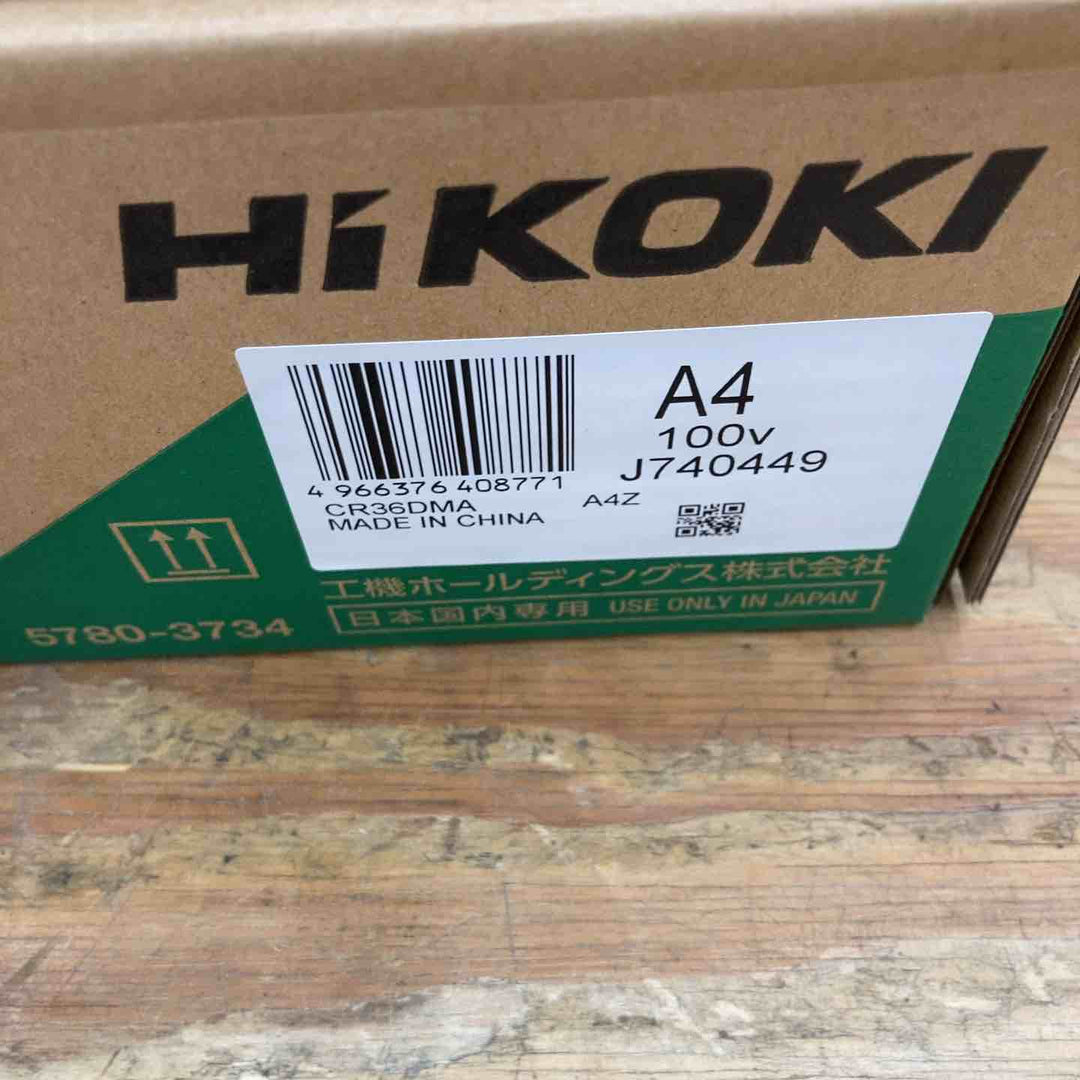 HiKOKI
A4
100v
J740449
4 966376 408771
CR36DMA A4Z
MADE IN CHINA
工機ホールディングス株式会社
日本国内専用 USE ONLY IN JAPAN
5780-3734